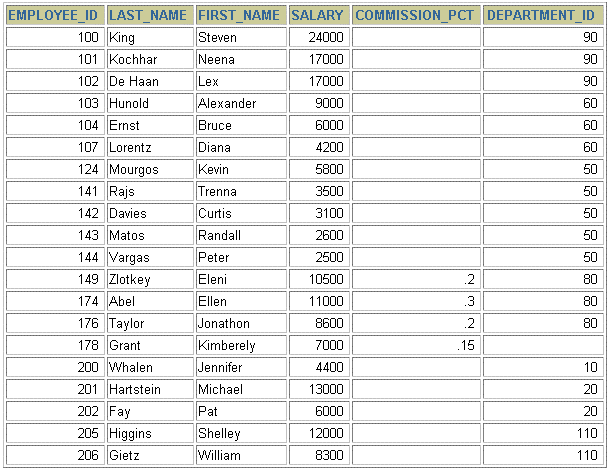 EMPLOYEE_ID LAST_NAME FIRST_NAME SALARY COMMISSION_PCT DEPARTMENT_ID
100 King Steven 24000 90
101 Kochhar Neena 17000 90
102 De Haan Lex 17000 90
103 Hunold Alexander 9000 60
104 Ernst Bruce 6000 60
107 Lorentz Diana 4200 60
124 Mourgos Kevin 5800 50
141 Rajs Trenna 3500 50
142 Davies Curtis 3100 50
143 Matos Randall 2600 50
144 Vargas Peter 2500 50
149 Zlotkey Eleni 10500 .2 80
174 Abel Ellen 11000 .3 80
176 Taylor Jonathon 8600 .2 80
178 Grant Kimberely 7000 .15
200 Whalen Jennifer 4400 10
201 Hartstein Michael 13000 20
202 Fay Pat 6000 20
205 Higgins Shelley 12000 110
206 Gietz William 8300 110